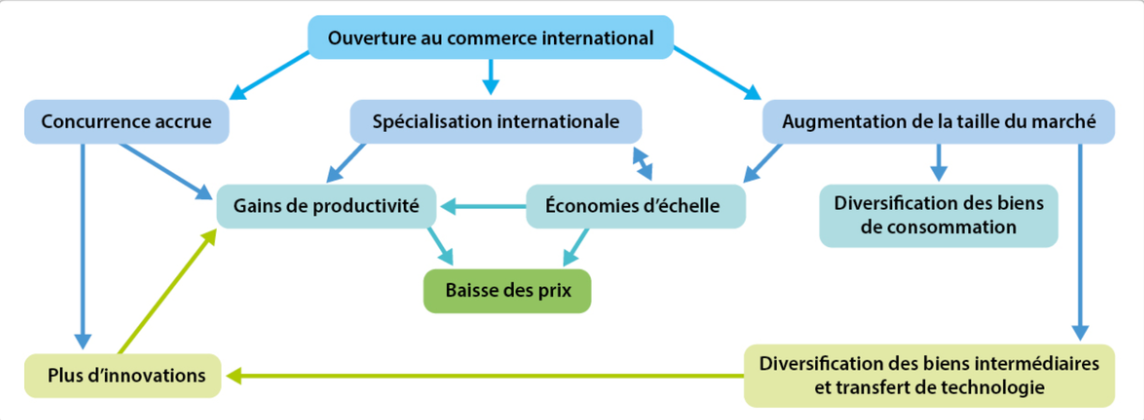 Ouverture au commerce international
Concurrence accrue
Spécialisation internationale
Augmentation de la taille du marché
Gains de productivité
Économies d’échelle
Diversification des biens
de consommation
Baisse des prix
Plus d’innovations
Diversification des biens intermédiaires
et transfert de technologie